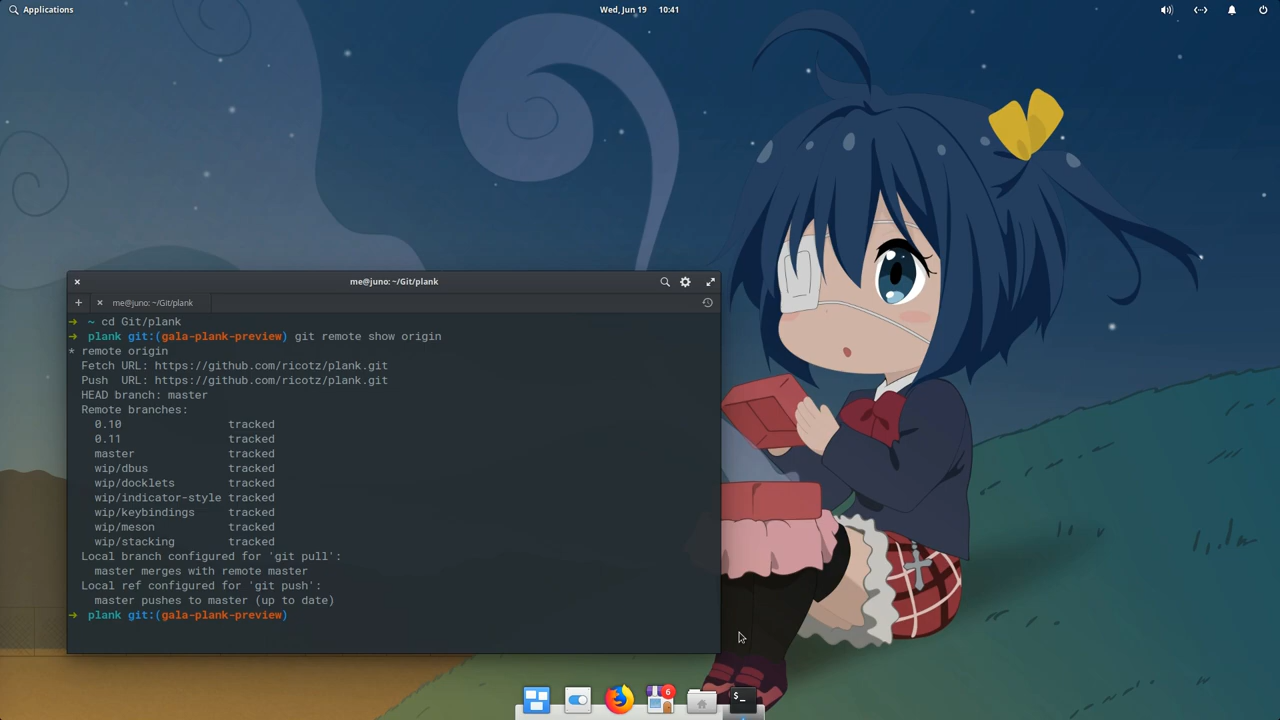 Applications
Wed, Jun 19 10:41
me@juno: ~/Git/plank
me@juno: ~/Git/plank
➜ ~ cd Git/plank
➜ plank git:(gala-plank-preview) git remote show origin
* remote origin
Fetch URL: https://github.com/ricotz/plank.git
Push URL: https://github.com/ricotz/plank.git
HEAD branch: master
Remote branches:
0.10 tracked
0.11 tracked
master tracked
wip/dbus tracked
wip/docklets tracked
wip/indicator-style tracked
wip/keybindings tracked
wip/meson tracked
wip/stacking tracked
Local branch configured for 'git pull':
master merges with remote master
Local ref configured for 'git push':
master pushes to master (up to date)
➜ plank git:(gala-plank-preview)
6
$_